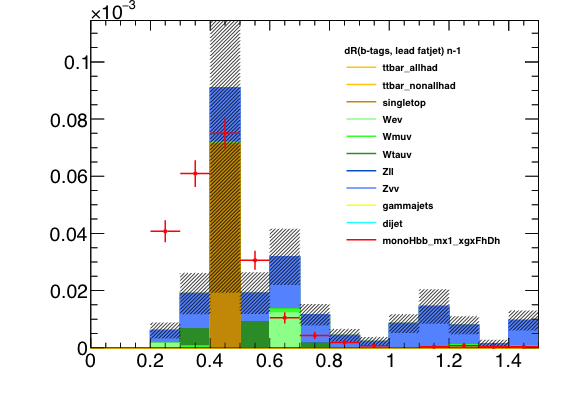 ×10⁻³
dR(b-tags, lead fatjet) n-1
ttbar_allhad
ttbar_nonallhad
singletop
Wev
Wmuv
Wtauv
Zll
Zvv
gammajets
dijet
monoHbb_mx1_xgxFhDh
0.1
0.08
0.06
0.04
0.02
0
0 0.2 0.4 0.6 0.8 1 1.2 1.4